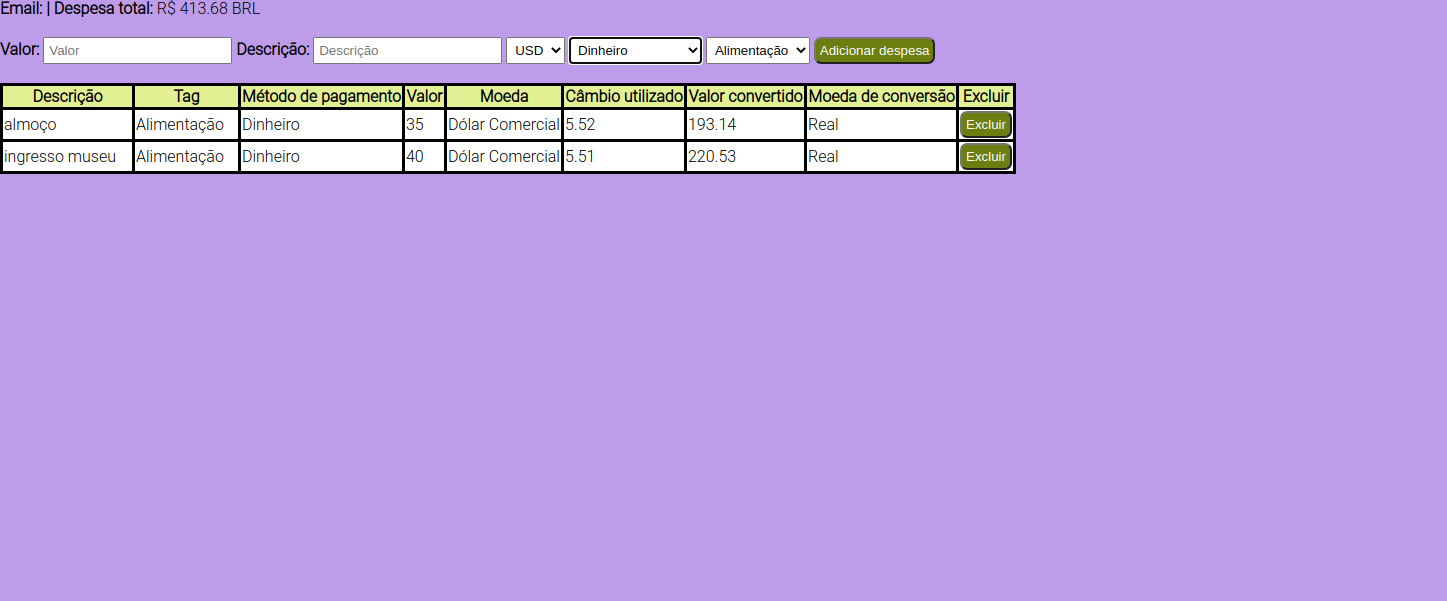 Email: | Despesa total: R$ 413.68 BRL
Valor: Valor Descrição: Descrição USD Dinheiro Alimentação Adicionar despesa
Descrição Tag Método de pagamento Valor Moeda Câmbio utilizado Valor convertido Moeda de conversão Excluir
almoço Alimentação Dinheiro 35 Dólar Comercial 5.52 193.14 Real Excluir
ingresso museu Alimentação Dinheiro 40 Dólar Comercial 5.51 220.53 Real Excluir